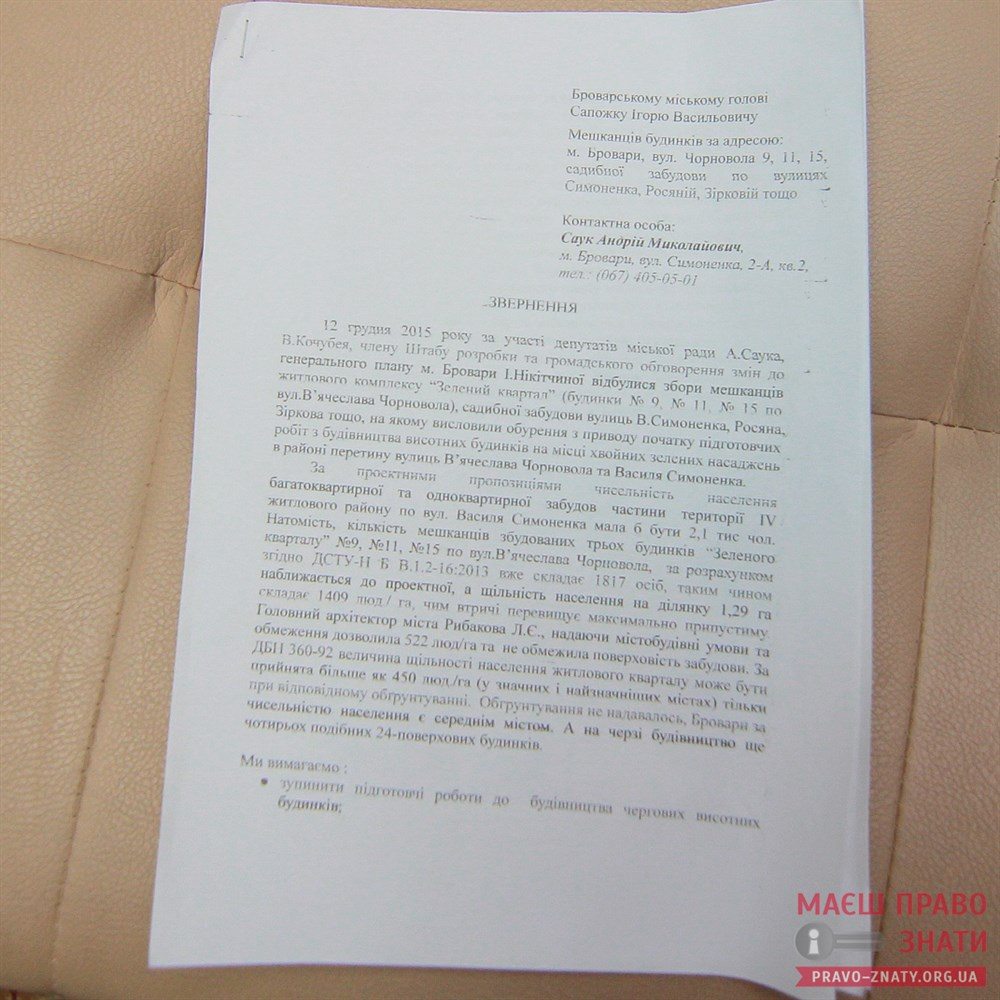 Броварському міському голові
Сапожку Ігорю Васильовичу
Мешканців будинків за адресою:
м. Бровари, вул. Чорновола 9, 11, 15,
садибної забудови по вулицях
Симоненка, Росяній, Зірковій тощо
Контактна особа:
Саук Андрій Миколайович,
м. Бровари, вул. Симоненка, 2-А, кв.2,
тел.: (067) 405-05-01
ЗВЕРНЕННЯ
12 грудня 2015 року за участі депутатів міської ради А.Саука,
В.Кочубея, члену Штабу розробки та громадського обговорення змін до
генерального плану м. Бровари І.Нікітчиної відбулися збори мешканців
житлового комплексу “Зелений квартал” (будинки № 9, № 11, № 15 по
вул.В’ячеслава Чорновола), садибної забудови вулиць В.Симоненка, Росяна,
Зіркова тощо, на якому висловили обурення з приводу початку підготовчих
робіт з будівництва висотних будинків на місці хвойних зелених насаджень
в районі перетину вулиць В’ячеслава Чорновола та Василя Симоненка.
За проектними пропозиціями чисельність населення
багатоквартирної та одноквартирної забудов частини території IV
житлового району по вул. Василя Симоненка мала б бути 2,1 тис чол.
Натомість, кількість мешканців збудованих трьох будинків “Зеленого
кварталу” №9, №11, №15 по вул.В’ячеслава Чорновола, за розрахунком
згідно ДСТУ-Н Б В.1.2-16:2013 вже складає 1817 осіб, таким чином
наближається до проектної, а щільність населення на ділянку 1,29 га
складає 1409 люд./ га, чим втричі перевищує максимально припустиму.
Головний архітектор міста Рибакова Л.Є., надаючи містобудівні умови та
обмеження дозволила 522 люд/га та не обмежила поверховість забудови. За
ДБН 360-92 величина щільності населення житлового кварталу може бути
прийнята більше як 450 люд./га (у значних і найзначніших містах) тільки
при відповідному обґрунтуванні. Обґрунтування не надавалось, Бровари за
чисельністю населення є середнім містом. А на черзі будівництво ще
чотирьох подібних 24-поверхових будинків.
Ми вимагаємо :
• зупинити підготовчі роботи до будівництва чергових висотних
будинків;
МАЄШ ПРАВО
ЗНАТИ
PRAVO-ZNATY.ORG.UA